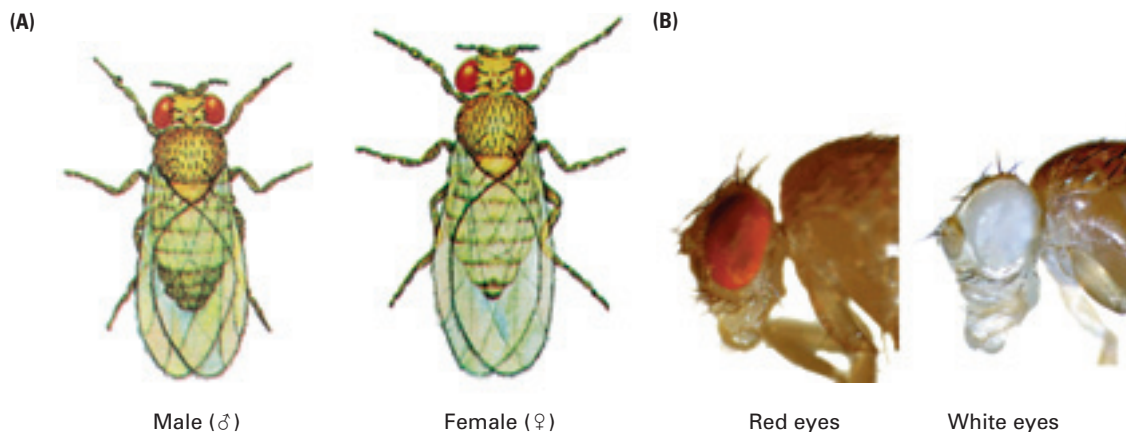 (A)
(B)
Male (♂)
Female (♀)
Red eyes
White eyes